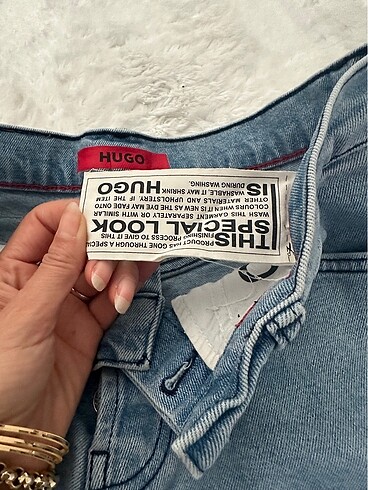 HUGO
THIS
PRODUCT HAS GONE THROUGH A SPECIA
FINISHING PROCESS TO GIVE IT THIS
SPECIAL LOOK
WASH THIS GARMENT SEPARATELY OR WITH SIMILAR
COLOURS WHEN IT IS NEW AS THE DYE MAY FADE ONTO
OTHER MATERIALS AND UPHOLSTERY. IF THE ITEM
IS WASHABLE, IT MAY SHRINK
DURING WASHING.
HUGO